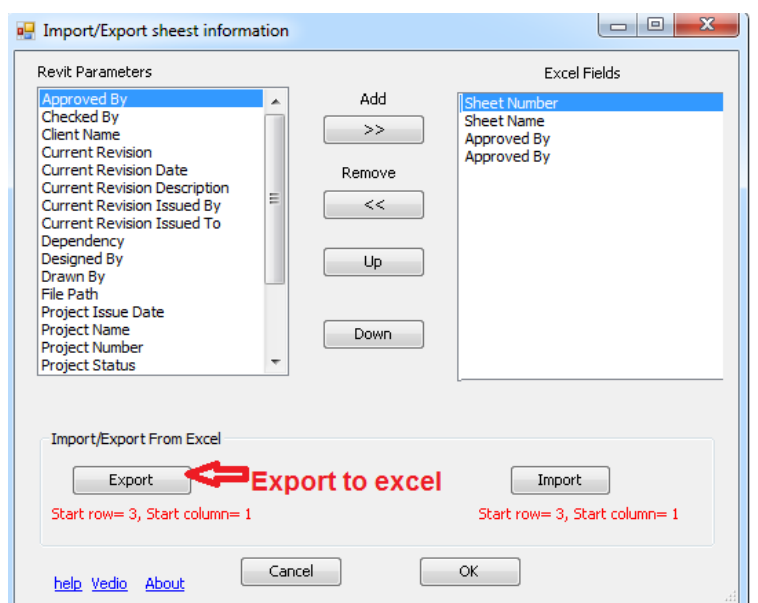 Import/Export sheest information
Revit Parameters
Approved By
Checked By
Client Name
Current Revision
Current Revision Date
Current Revision Description
Current Revision Issued By
Current Revision Issued To
Dependency
Designed By
Drawn By
File Path
Project Issue Date
Project Name
Project Number
Project Status
Add
>>
Remove
<<
Up
Down
Excel Fields
Sheet Number
Sheet Name
Approved By
Approved By
Import/Export From Excel
Export
Export to excel
Import
Start row= 3, Start column= 1
Start row= 3, Start column= 1
Cancel
OK
help Vedio About